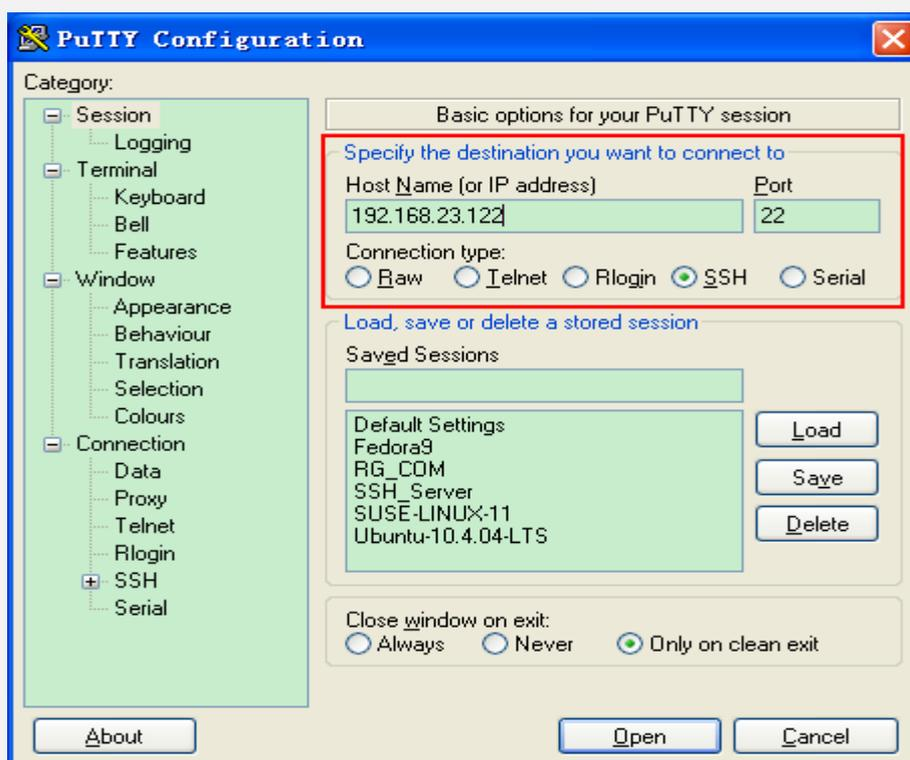 PuTTY Configuration
Category:
Session
Logging
Terminal
Keyboard
Bell
Features
Window
Appearance
Behaviour
Translation
Selection
Colours
Connection
Data
Proxy
Telnet
Rlogin
SSH
Serial
Basic options for your PuTTY session
Specify the destination you want to connect to
Host Name (or IP address) Port
192.168.23.122 22
Connection type:
Raw Telnet Rlogin SSH Serial
Load, save or delete a stored session
Saved Sessions
Default Settings
Fedora9
RG_COM
SSH_Server
SUSE-LINUX-11
Ubuntu-10.4.04-LTS
Load
Save
Delete
Close window on exit:
Always Never Only on clean exit
About Open Cancel